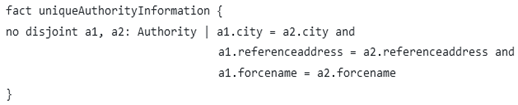 fact uniqueAuthorityInformation {
no disjoint a1, a2: Authority | a1.city = a2.city and
a1.referenceaddress = a2.referenceaddress and
a1.forcename = a2.forcename
}